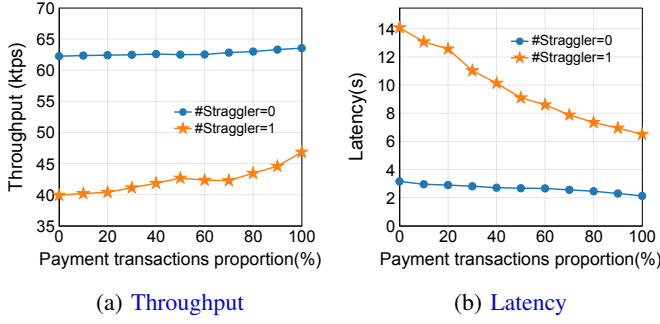 70
65
60
55
50
45
40
35
Throughput (ktps)
#Straggler=0
#Straggler=1
0 20 40 60 80 100
Payment transactions proportion(%)
(a) Throughput
14
12
10
8
6
4
2
0
Latency(s)
#Straggler=0
#Straggler=1
0 20 40 60 80 100
Payment transactions proportion(%)
(b) Latency